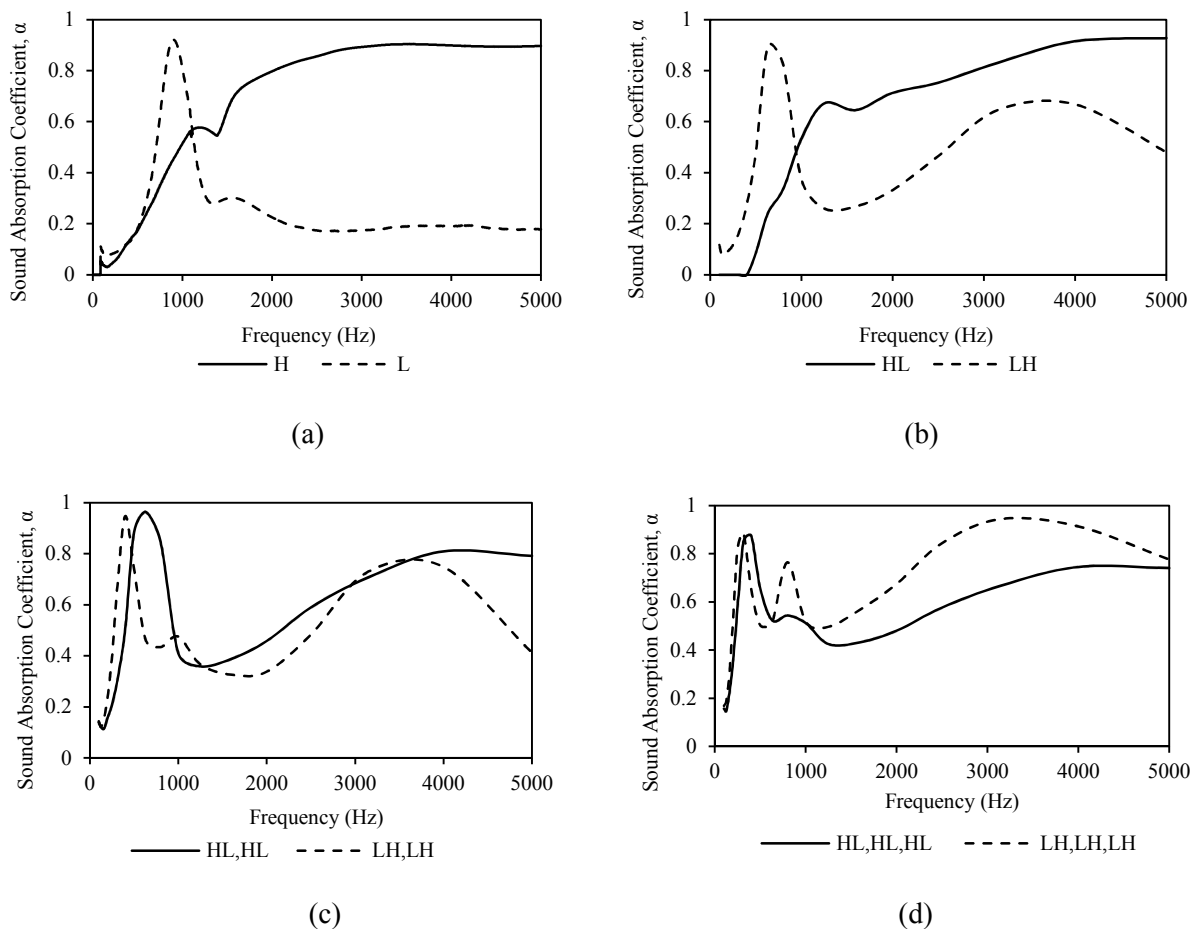 Sound Absorption Coefficient, α
1
0.8
0.6
0.4
0.2
0
0 1000 2000 3000 4000 5000
Frequency (Hz)
H L
(a)
Sound Absorption Coefficient, α
1
0.8
0.6
0.4
0.2
0
0 1000 2000 3000 4000 5000
Frequency (Hz)
HL LH
(b)
Sound Absorption Coefficient, α
1
0.8
0.6
0.4
0.2
0
0 1000 2000 3000 4000 5000
Frequency (Hz)
HL,HL LH,LH
(c)
Sound Absorption Coefficient, α
1
0.8
0.6
0.4
0.2
0
0 1000 2000 3000 4000 5000
Frequency (Hz)
HL,HL,HL LH,LH,LH
(d)